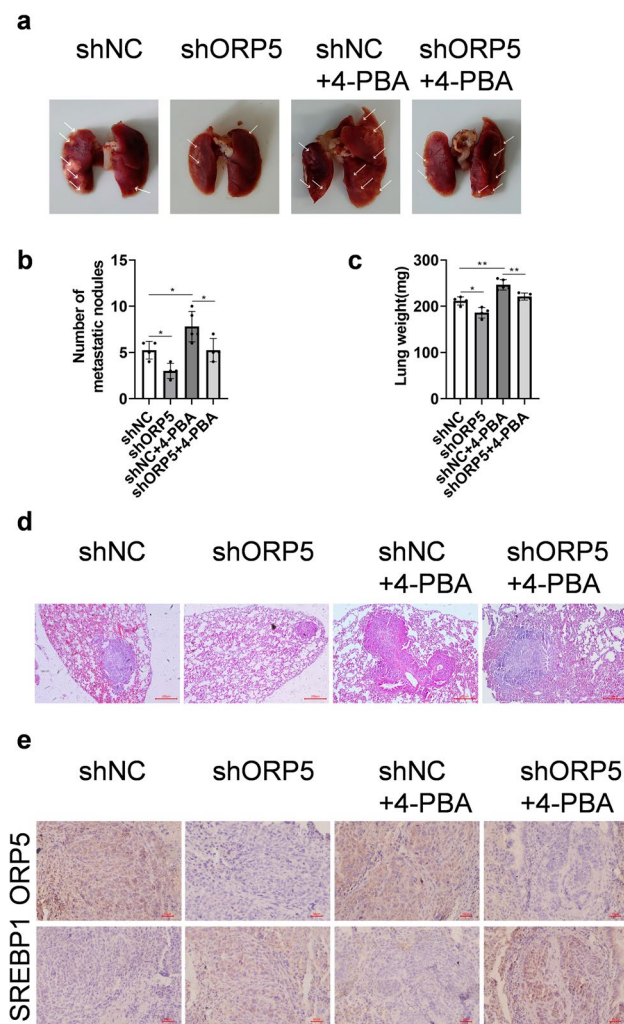 a
shNC shORP5 shNC shORP5
+4-PBA +4-PBA
b
Number of
metastatic nodules
15
10
5
0
*
*
*
shNC
shORP5
shNC+4-PBA
shORP5+4-PBA
c
Lung weight(mg)
300
200
100
0
**
*
**
shNC
shORP5
shNC+4-PBA
shORP5+4-PBA
d
shNC shORP5 shNC shORP5
+4-PBA +4-PBA
e
shNC shORP5 shNC shORP5
+4-PBA +4-PBA
ORP5
SREBP1